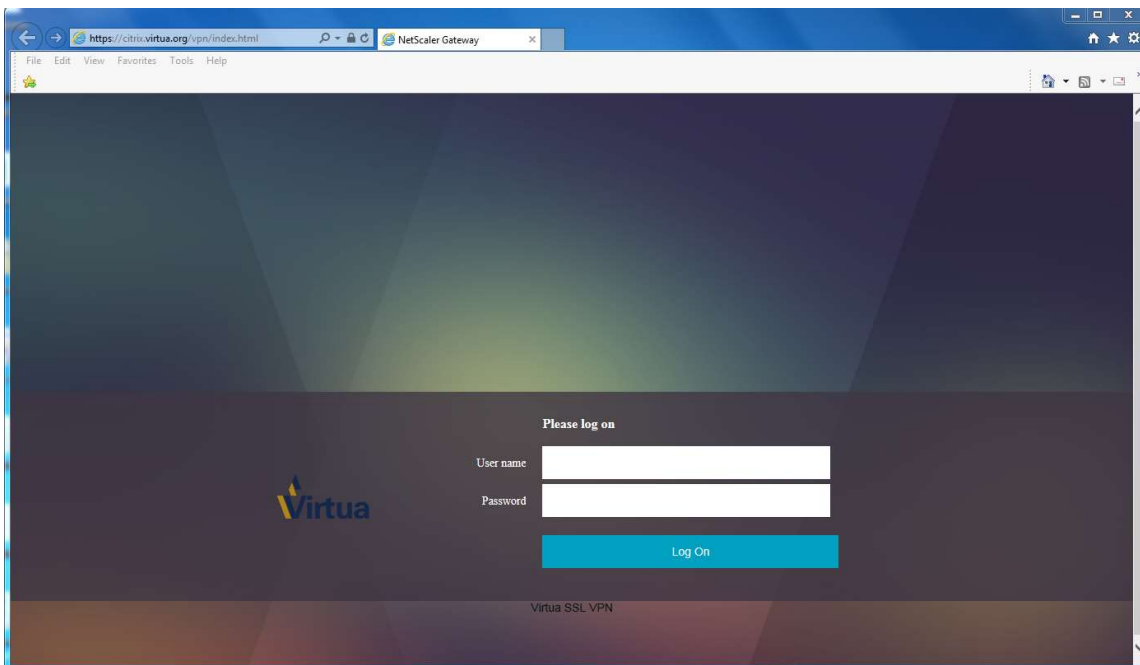 https://citrix.virtua.org/vpn/index.html NetScaler Gateway
File Edit View Favorites Tools Help
Please log on
User name
Virtua
Password
Log On
Virtua SSL VPN